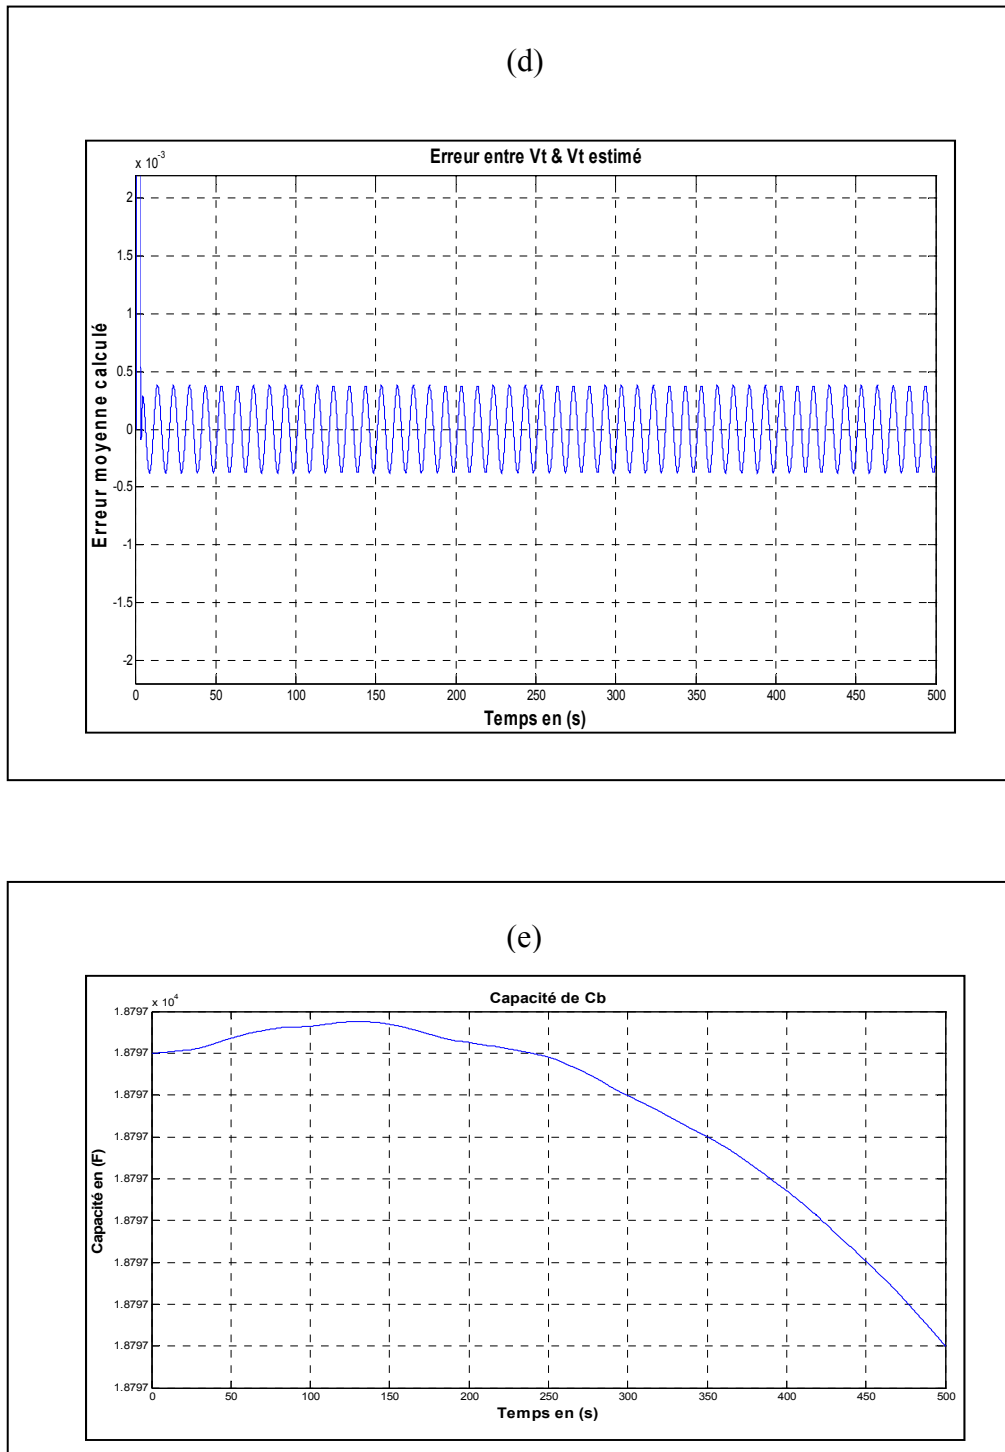 (d)
Erreur entre Vt & Vt estimé
x 10-3
2
1.5
1
0.5
0
-0.5
-1
-1.5
-2
Erreur moyenne calculé
0 50 100 150 200 250 300 350 400 450 500
Temps en (s)
(e)
Capacité de Cb
x 104
1.8797
1.8797
1.8797
1.8797
1.8797
1.8797
1.8797
1.8797
1.8797
1.8797
Capacité en (F)
0 50 100 150 200 250 300 350 400 450 500
Temps en (s)